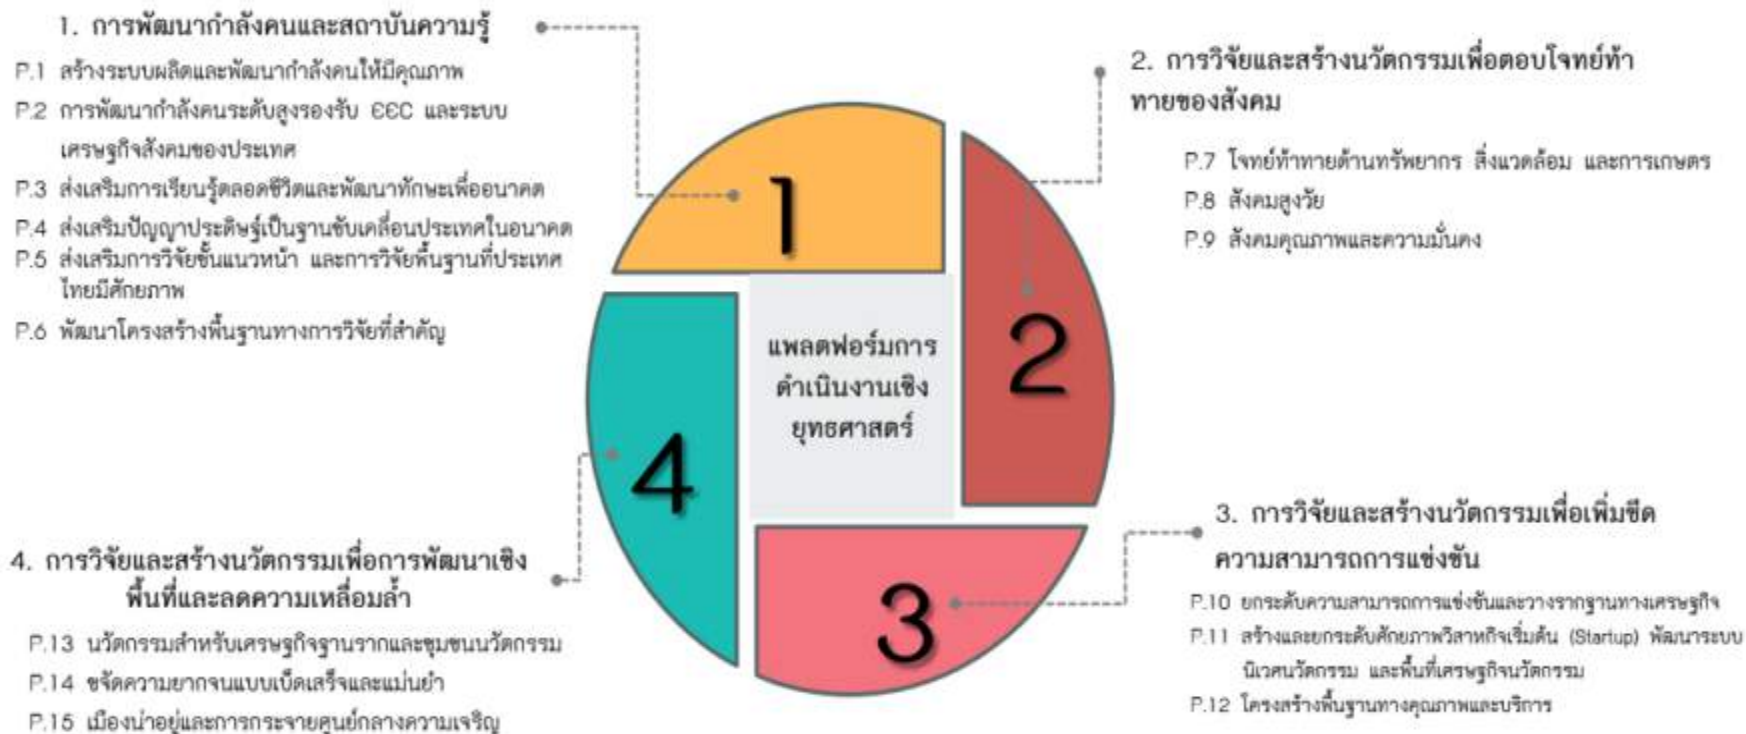 1. การพัฒนากำลังคนและสถาบันความรู้
P.1 สร้างระบบผลิตและพัฒนากำลังคนให้มีคุณภาพ
P.2 การพัฒนากำลังคนระดับสูงรองรับ EEC และระบบ
เศรษฐกิจสังคมของประเทศ
P.3 ส่งเสริมการเรียนรู้ตลอดชีวิตและพัฒนาทักษะเพื่ออนาคต
P.4 ส่งเสริมปัญญาประดิษฐ์เป็นฐานขับเคลื่อนประเทศในอนาคต
P.5 ส่งเสริมการวิจัยขั้นแนวหน้า และการวิจัยพื้นฐานที่ประเทศ
ไทยมีศักยภาพ
P.6 พัฒนาโครงสร้างพื้นฐานทางการวิจัยที่สำคัญ
2. การวิจัยและสร้างนวัตกรรมเพื่อตอบโจทย์ท้า
ทายของสังคม
P.7 โจทย์ท้าทายด้านทรัพยากร สิ่งแวดล้อม และการเกษตร
P.8 สังคมสูงวัย
P.9 สังคมคุณภาพและความมั่นคง
1
2
3
4
แพลตฟอร์มการ
ดำเนินงานเชิง
ยุทธศาสตร์
3. การวิจัยและสร้างนวัตกรรมเพื่อเพิ่มขีด
ความสามารถการแข่งขัน
P.10 ยกระดับความสามารถการแข่งขันและวางรากฐานทางเศรษฐกิจ
P.11 สร้างและยกระดับศักยภาพวิสาหกิจเริ่มต้น (Startup) พัฒนาระบบ
นิเวศนวัตกรรม และพื้นที่เศรษฐกิจนวัตกรรม
P.12 โครงสร้างพื้นฐานทางคุณภาพและบริการ
4. การวิจัยและสร้างนวัตกรรมเพื่อการพัฒนาเชิง
พื้นที่และลดความเหลื่อมล้ำ
P.13 นวัตกรรมสำหรับเศรษฐกิจฐานรากและชุมชนนวัตกรรม
P.14 ขจัดความยากจนแบบเบ็ดเสร็จและแม่นยำ
P.15 เมืองน่าอยู่และการกระจายศูนย์กลางความเจริญ